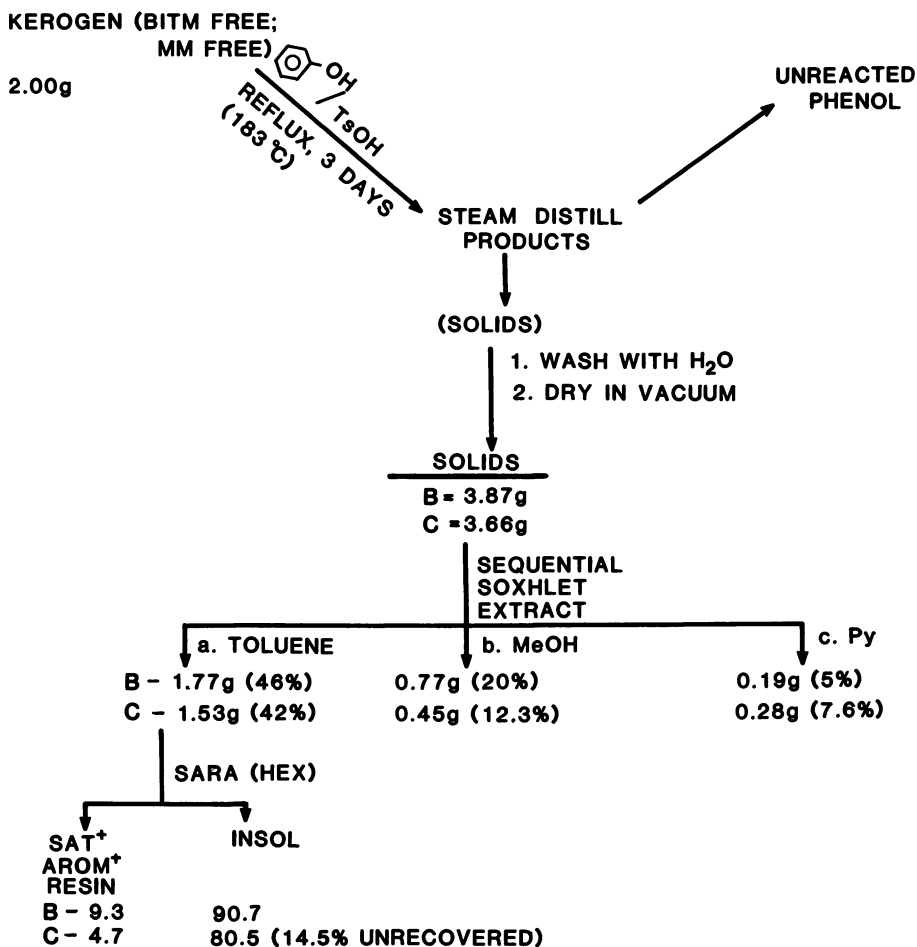 KEROGEN (BITM FREE;
MM FREE)
2.00g
OH
TsOH
REFLUX, 3 DAYS
(183 ℃)
UNREACTED
PHENOL
STEAM DISTILL
PRODUCTS
(SOLIDS)
1. WASH WITH H₂O
2. DRY IN VACUUM
SOLIDS
B = 3.87g
C = 3.66g
SEQUENTIAL
SOXHLET
EXTRACT
a. TOLUENE
b. MeOH
c. Py
B – 1.77g (46%)
0.77g (20%)
0.19g (5%)
C – 1.53g (42%)
0.45g (12.3%)
0.28g (7.6%)
SARA (HEX)
SAT⁺
AROM⁺
RESIN
INSOL
B – 9.3
90.7
C – 4.7
80.5 (14.5% UNRECOVERED)